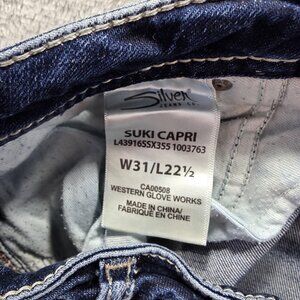 Silver
JEANS CO.
SUKI CAPRI
L43916SSX355 1003763
W31/L22½
CA00508
WESTERN GLOVE WORKS
MADE IN CHINA/
FABRIQUÉ EN CHINE